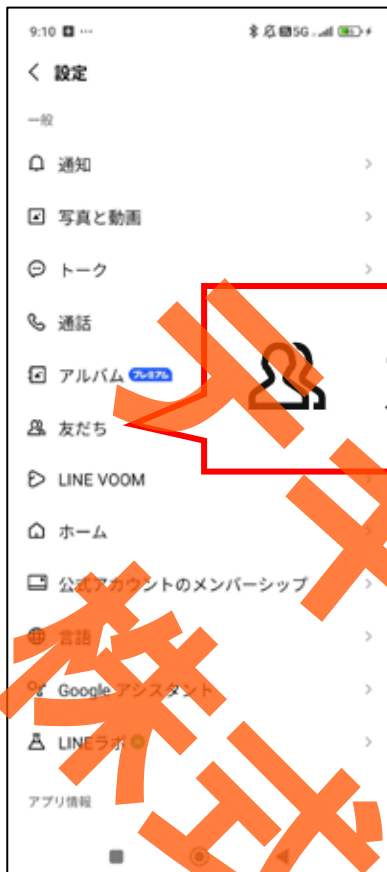 9:10
5G
設定
一般
通知
写真と動画
トーク
通話
アルバム プレミアム
友だち
LINE VOOM
ホーム
公式アカウントのメンバーシップ
言語
Google アシスタント
LINEラボ
アプリ情報
株式